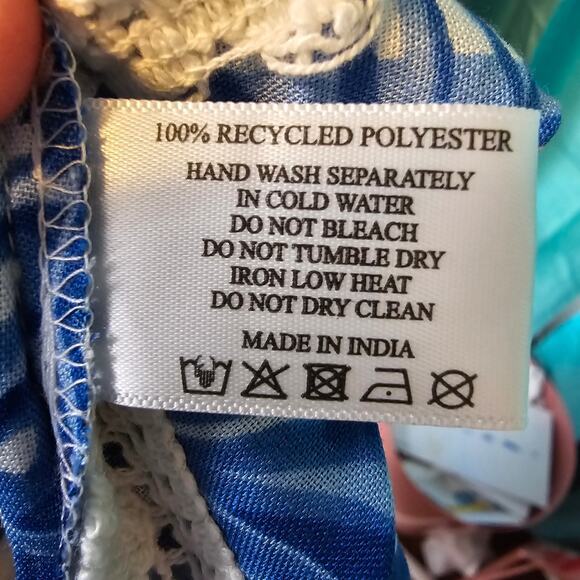 100% RECYCLED POLYESTER
HAND WASH SEPARATELY
IN COLD WATER
DO NOT BLEACH
DO NOT TUMBLE DRY
IRON LOW HEAT
DO NOT DRY CLEAN
MADE IN INDIA